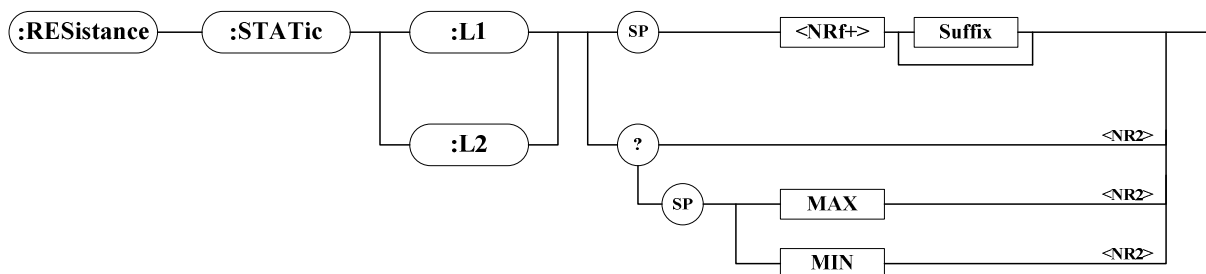 :RESistance :STATic :L1 SP <NRf+> Suffix
:L2 ? <NR2>
SP MAX <NR2>
MIN <NR2>